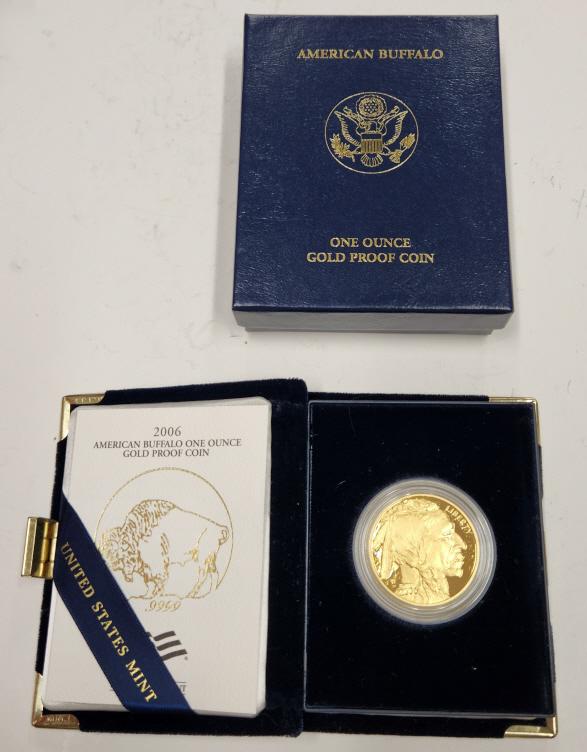 AMERICAN BUFFALO
ONE OUNCE
GOLD PROOF COIN
2006
AMERICAN BUFFALO ONE OUNCE
GOLD PROOF COIN
.9999
UNITED STATES MINT
LIBERTY